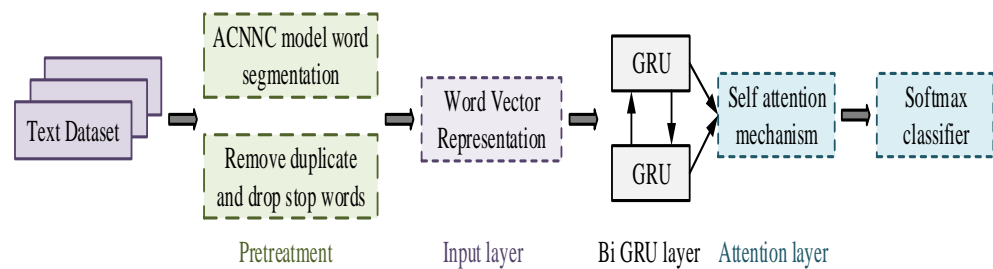 Text Dataset
ACNNC model word
segmentation
Remove duplicate
and drop stop words
Word Vector
Representation
GRU
GRU
Self attention
mechanism
Softmax
classifier
Pretreatment
Input layer
Bi GRU layer
Attention layer